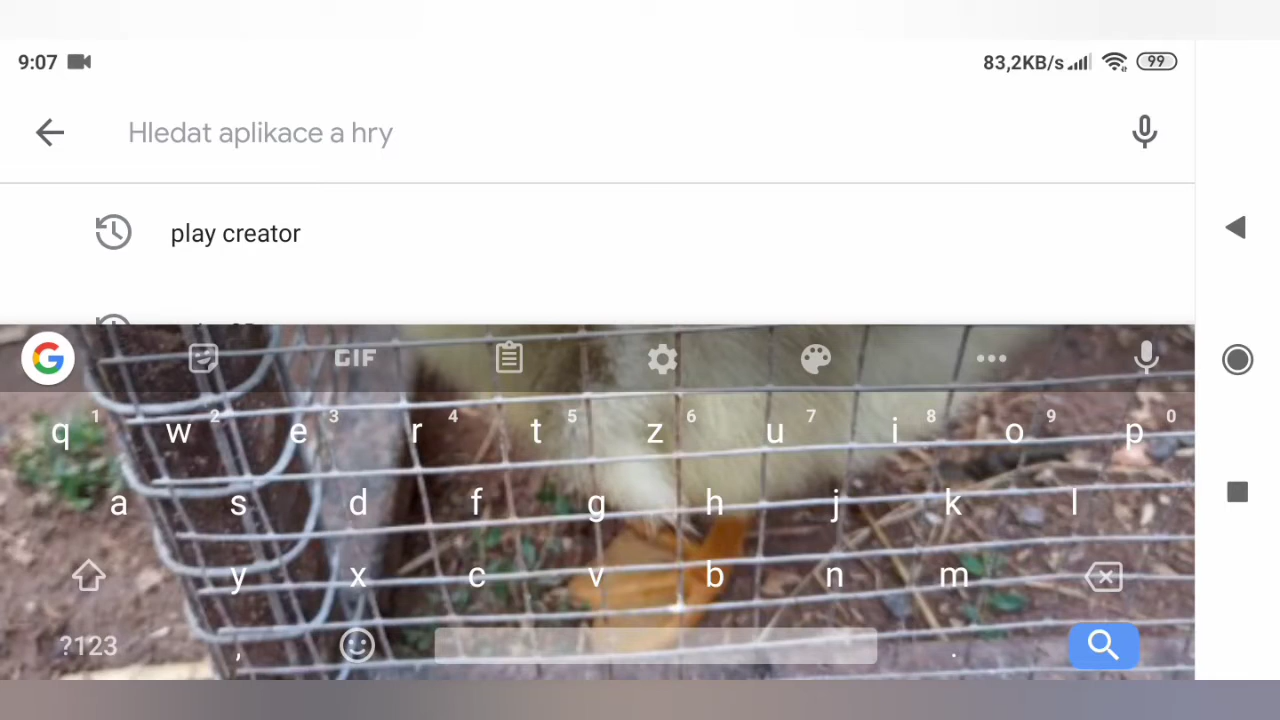 9:07 83,2KB/s 99
Hledat aplikace a hry
play creator
GIF
1 2 3 4 5 6 7 8 9 0
q w e r t z u i o p
a s d f g h j k l
y x c v b n m
?123 , .